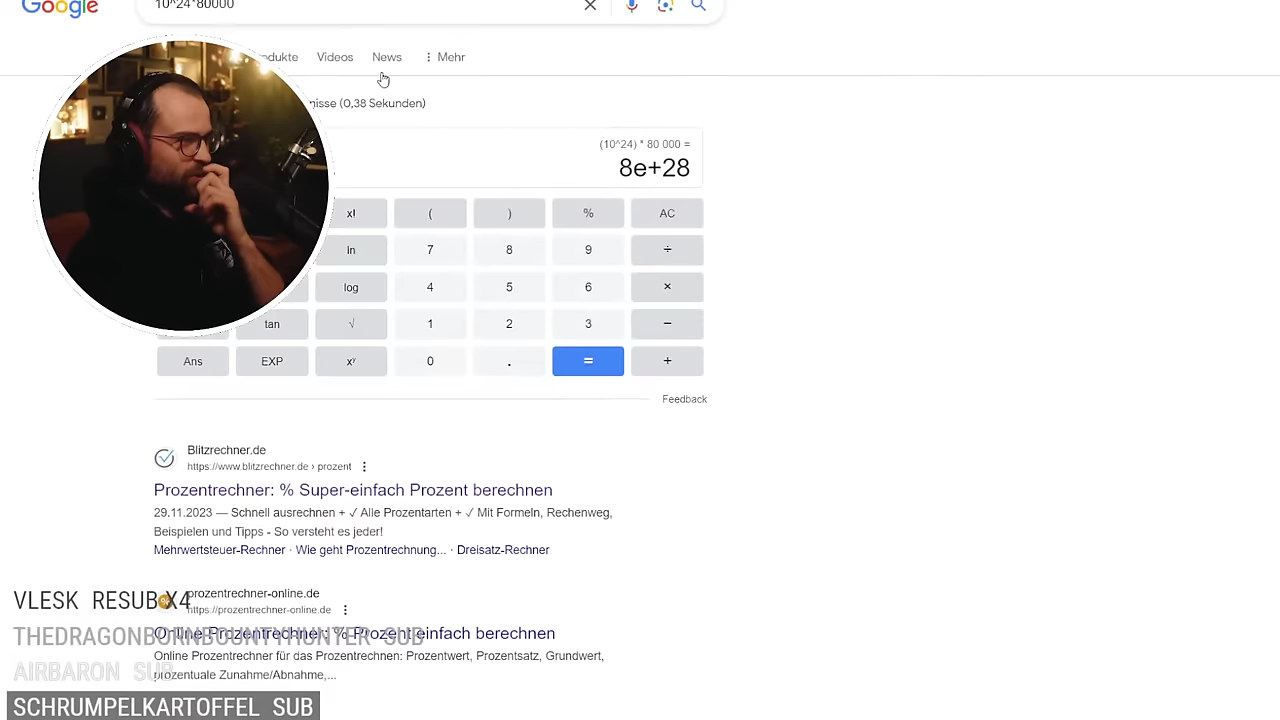 Google
10^24*80000
odukte Videos News Mehr
nisse (0,38 Sekunden)
(10^24) * 80 000 =
8e+28
x! ( ) % AC
ln 7 8 9 ÷
log 4 5 6 ×
tan √ 1 2 3 −
Ans EXP xʸ 0 . = +
Feedback
Blitzrechner.de
https://www.blitzrechner.de › prozent
Prozentrechner: % Super-einfach Prozent berechnen
29.11.2023 — Schnell ausrechnen + ✓ Alle Prozentarten + ✓ Mit Formeln, Rechenweg,
Beispielen und Tipps - So versteht es jeder!
Mehrwertsteuer-Rechner · Wie geht Prozentrechnung... · Dreisatz-Rechner
prozentrechner-online.de
https://prozentrechner-online.de
Online Prozentrechner: % Prozent einfach berechnen
Online Prozentrechner für das Prozentrechnen: Prozentwert, Prozentsatz, Grundwert,
prozentuale Zunahme/Abnahme,...
VLESK RESUB X4
THEDRAGONBORNBOUNTYHUNTER SUB
AIRBARON SUB
SCHRUMPELKARTOFFEL SUB